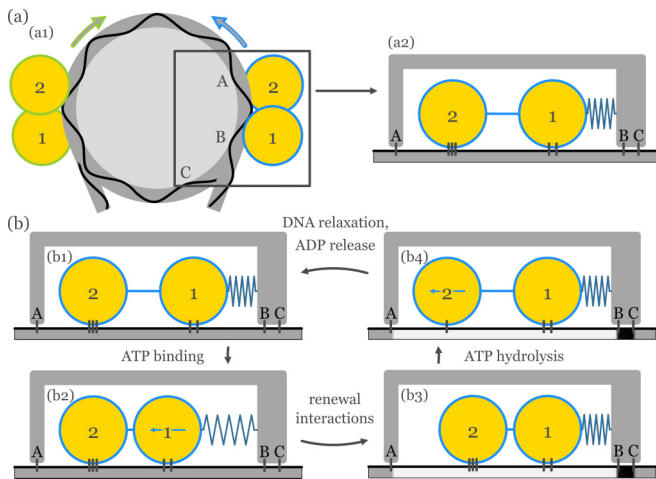 (a)
(a1)
2
1
A
B
C
2
1
(a2)
2
1
A
B C
(b)
DNA relaxation,
ADP release
(b1)
2
1
A
B C
(b4)
2
1
A
B C
ATP binding
ATP hydrolysis
(b2)
2
1
A
B C
renewal
interactions
(b3)
2
1
A
B C